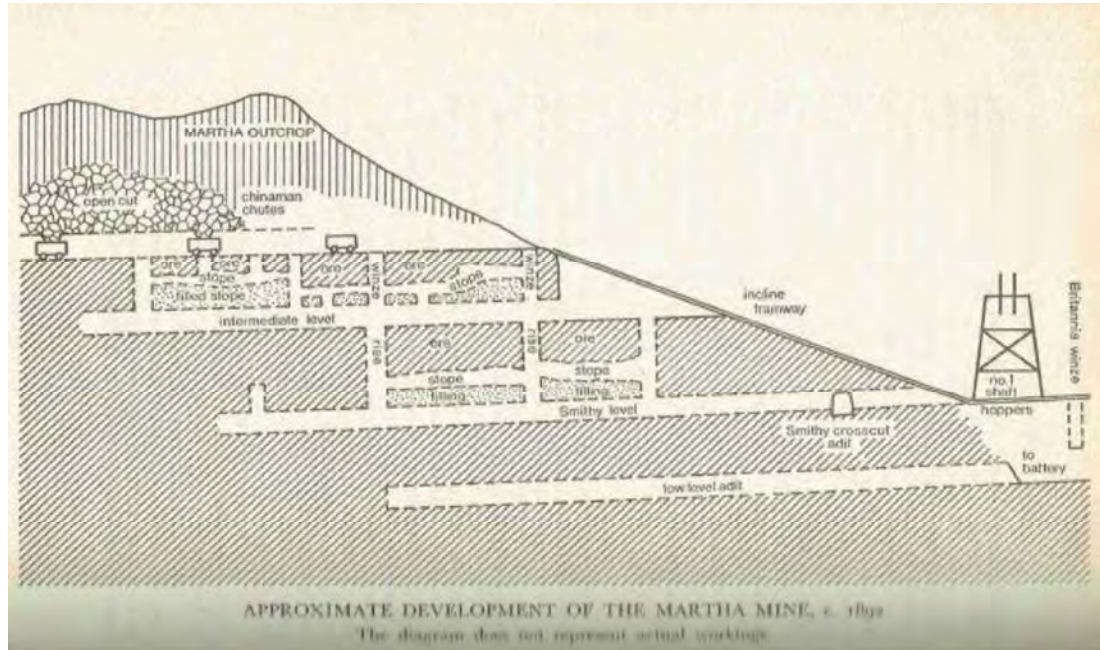 MARTHA OUTCROP
open cut
chinaman
chutes
ore
ore
stope
filled stope
ore
winze
ore
stope
winze
intermediate level
incline
tramway
rise
ore
stope
filling
rise
ore
stope
filling
Smithy level
Smithy crosscut
adit
no.1
shaft
hoppers
Britannia winze
to
battery
low level adit
APPROXIMATE DEVELOPMENT OF THE MARTHA MINE, c. 1892
The diagram does not represent actual workings